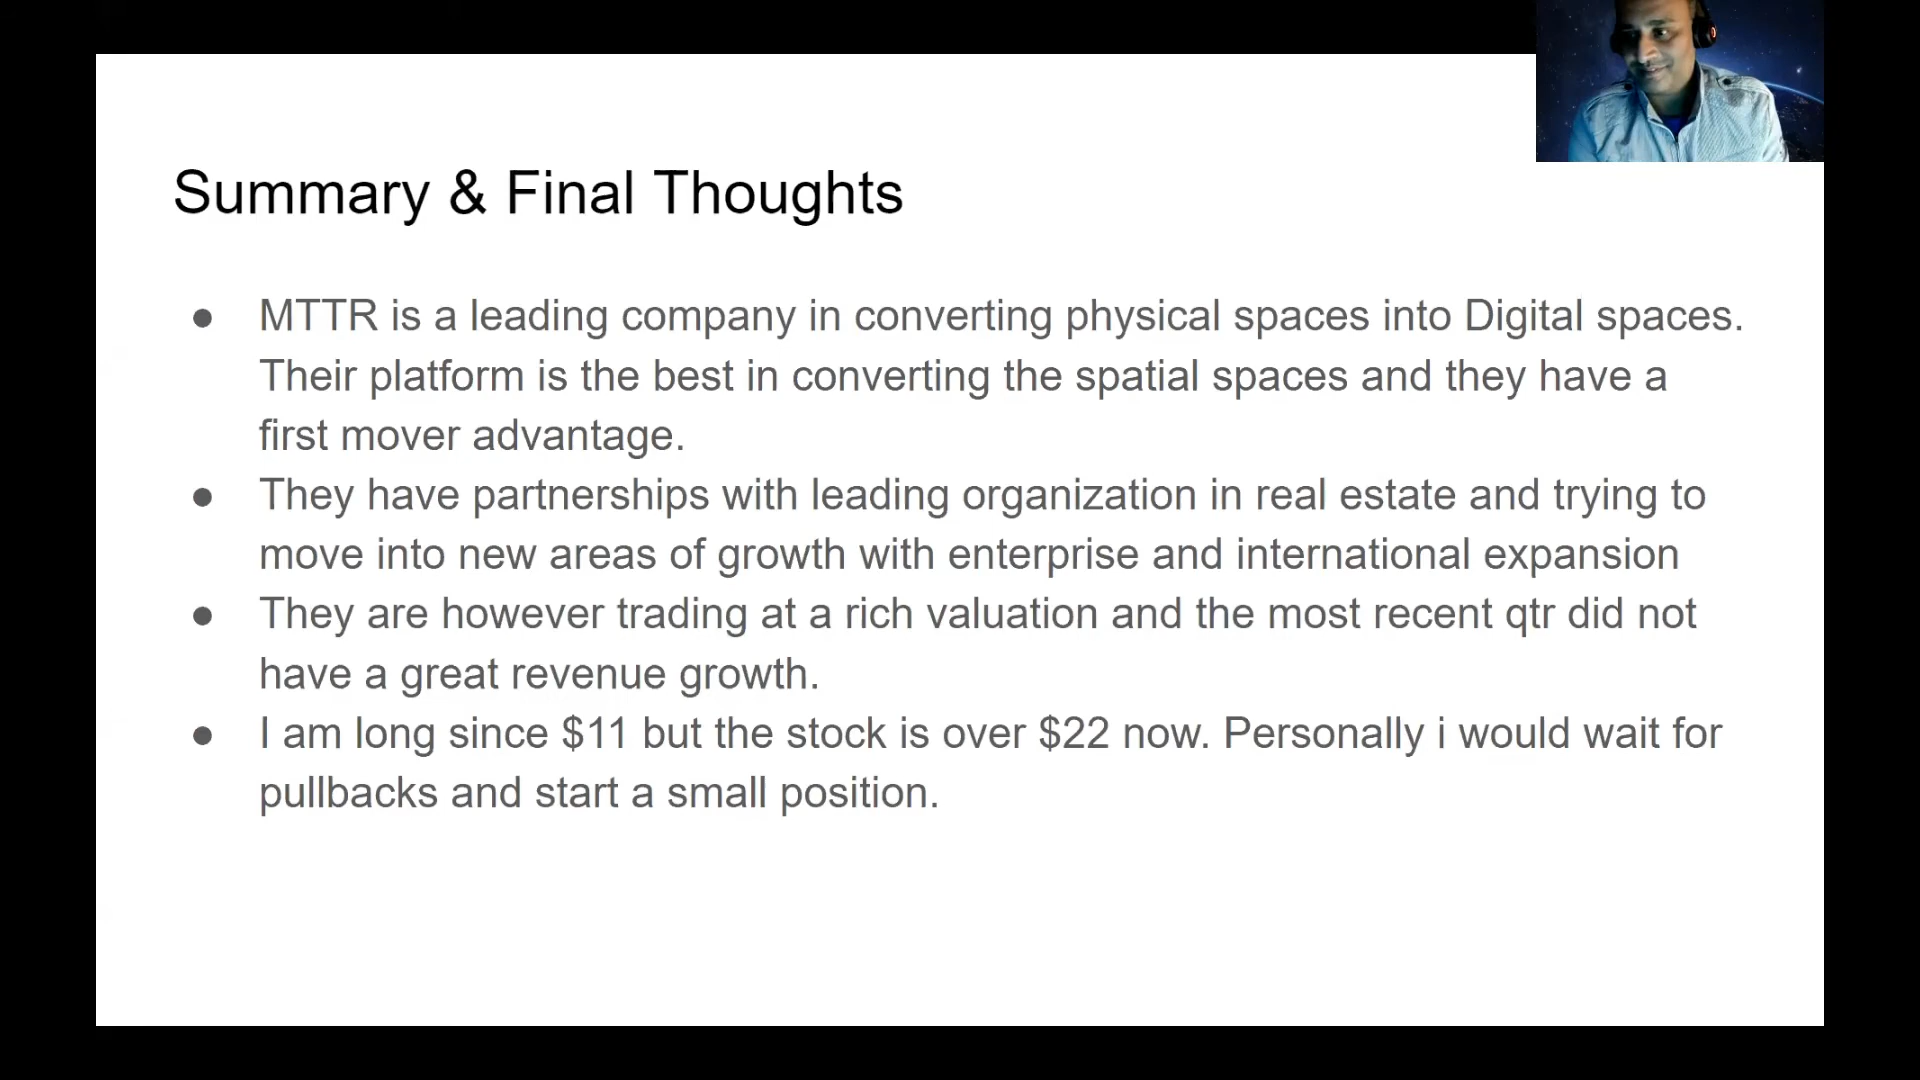 Summary & Final Thoughts
● MTTR is a leading company in converting physical spaces into Digital spaces.
Their platform is the best in converting the spatial spaces and they have a
first mover advantage.
● They have partnerships with leading organization in real estate and trying to
move into new areas of growth with enterprise and international expansion
● They are however trading at a rich valuation and the most recent qtr did not
have a great revenue growth.
● I am long since $11 but the stock is over $22 now. Personally i would wait for
pullbacks and start a small position.